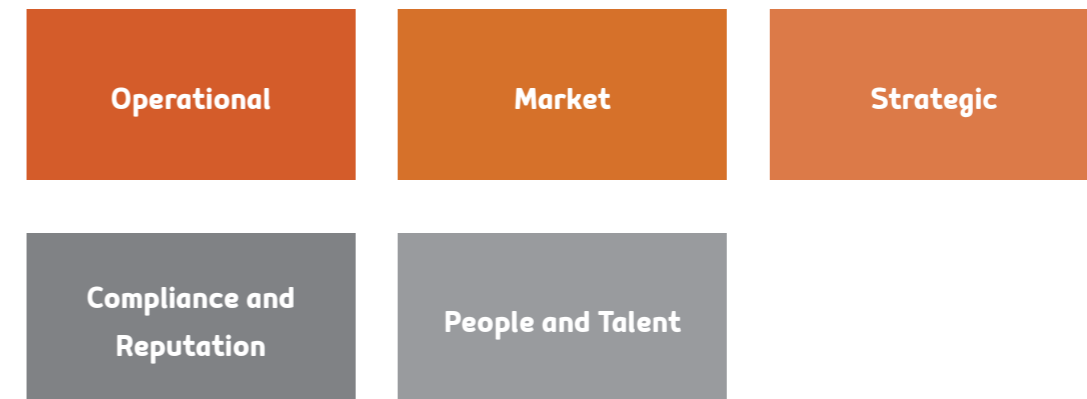 Operational
Market
Strategic
Compliance and
Reputation
People and Talent